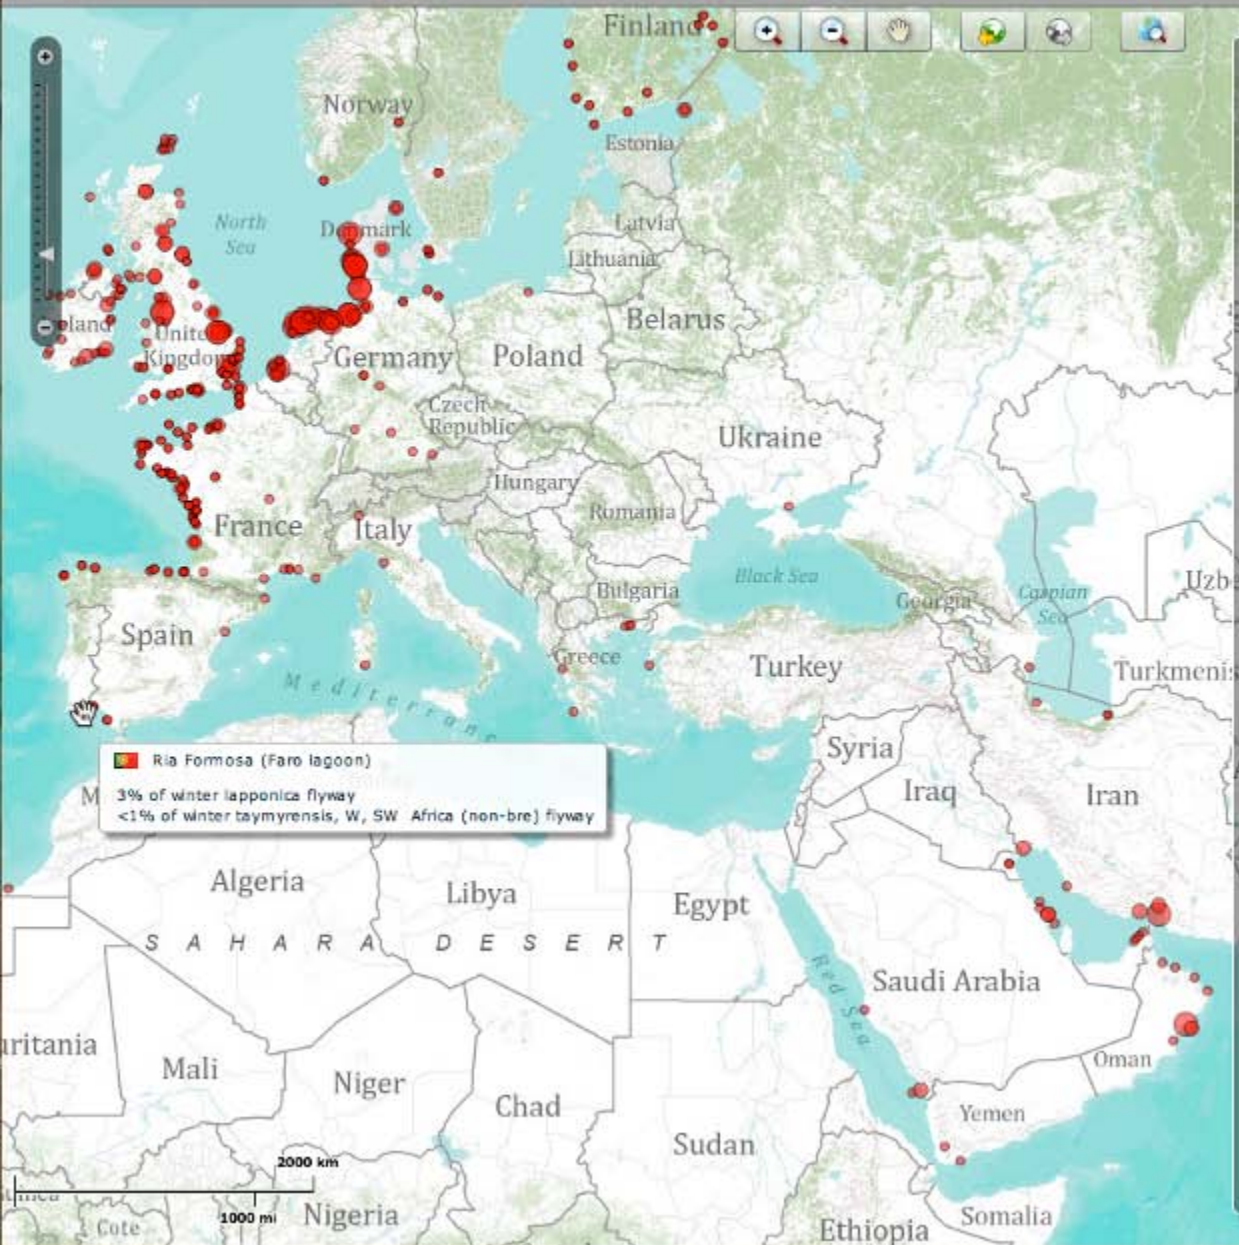 Finland
Norway
Estonia
North
Sea
Denmark
Latvia
Lithuania
Belarus
United
Kingdom
Germany
Poland
Czech
Republic
Ukraine
Hungary
Romania
France
Italy
Black Sea
Caspian
Sea
Uzb
Bulgaria
Georgia
Spain
Greece
Turkey
Turkmenis
Mediterrane
Ria Formosa (Faro lagoon)
3% of winter lapponica flyway
<1% of winter taymyrensis, W, SW Africa (non-bre) flyway
M
Syria
Iraq
Iran
Algeria
Libya
Egypt
SAHARA DESERT
Red Sea
Saudi Arabia
uritania
Mali
Niger
Chad
Oman
Yemen
Sudan
2000 km
1000 mi
Nigeria
Cote
Ethiopia
Somalia